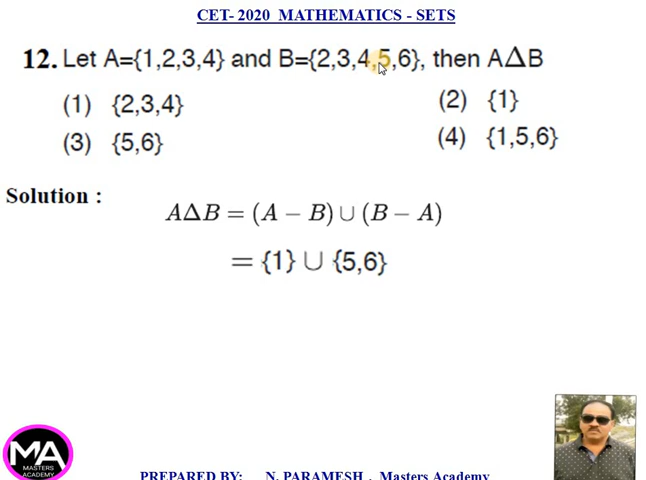 CET- 2020 MATHEMATICS - SETS
12. Let A={1,2,3,4} and B={2,3,4,5,6}, then AΔB
(1) {2,3,4} (2) {1}
(3) {5,6} (4) {1,5,6}
Solution :
AΔB = (A − B) ∪ (B − A)
= {1} ∪ {5,6}
MA
MASTERS
ACADEMY
PREPARED BY: N. PARAMESH , Masters Academy